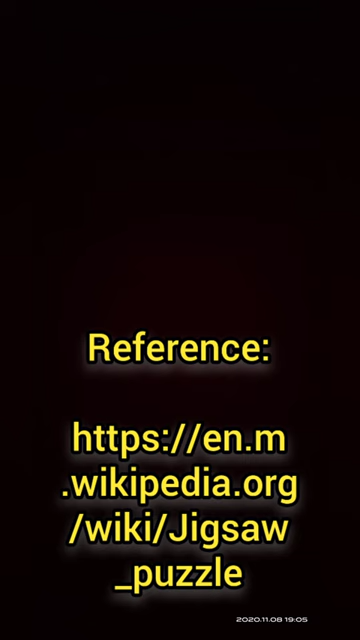 Reference:
https://en.m
.wikipedia.org
/wiki/Jigsaw
_puzzle
2020.11.08 19:05